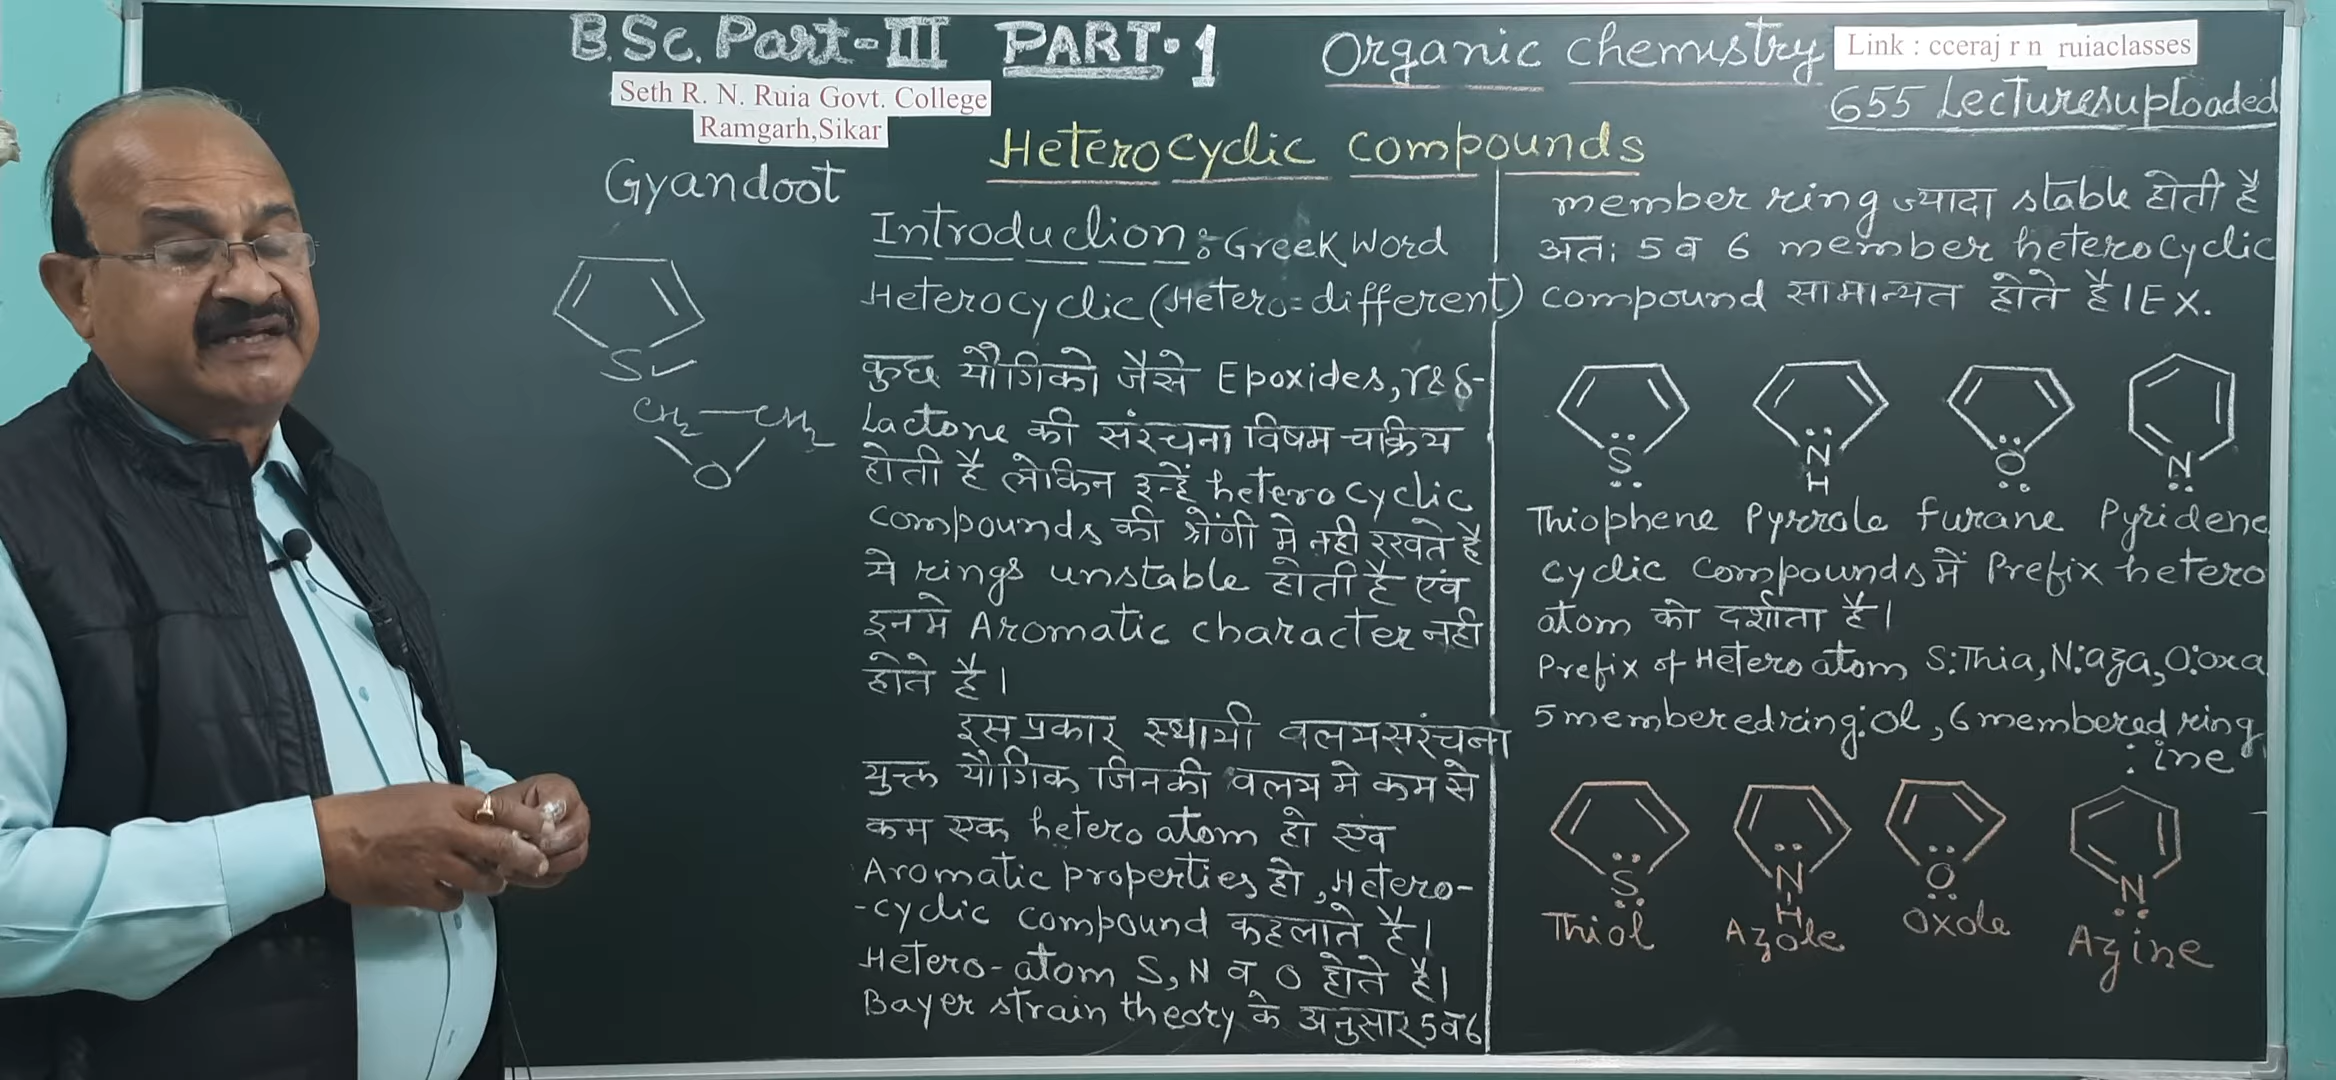 B.Sc. Part-III PART-1 Organic chemistry
Link : cceraj r n ruiaclasses
Seth R. N. Ruia Govt. College
Ramgarh,Sikar
655 Lecturesuploaded
Heterocyclic compounds
Gyandoot
S
CH2—CH2
O
Introduction: Greek word
Heterocyclic (Hetero=different)
कुछ यौगिको जैसे Epoxides, γ&δ-
Lactone की संरचना विषम चक्रिय
होती है लेकिन इन्हें heterocyclic
compounds की श्रेणी मे नही रखते है
ये rings unstable होती है एंव
इनमे Aromatic character नही
होते है।
इस प्रकार स्थायी वलय संरंचना
युक्त यौगिक जिनकी वलय मे कम से
कम एक hetero atom हो एंव
Aromatic properties हो, Hetero-
-cyclic compound कहलाते है।
Hetero-atom S, N व O होते है।
Bayer strain theory के अनुसार 5 व 6
member ring ज्यादा stable होती है
अतः 5 व 6 member heterocyclic
compound सामान्यत होते है। EX.
S N H O N
Thiophene Pyrrole furane Pyridene
cyclic compounds में Prefix hetero
atom को दर्शाता है।
Prefix of Hetero atom S:Thia, N:aza, O:oxa
5 membered ring:ol, 6 membered ring
: ine
S N H O N
Thiol Azole Oxole Azine